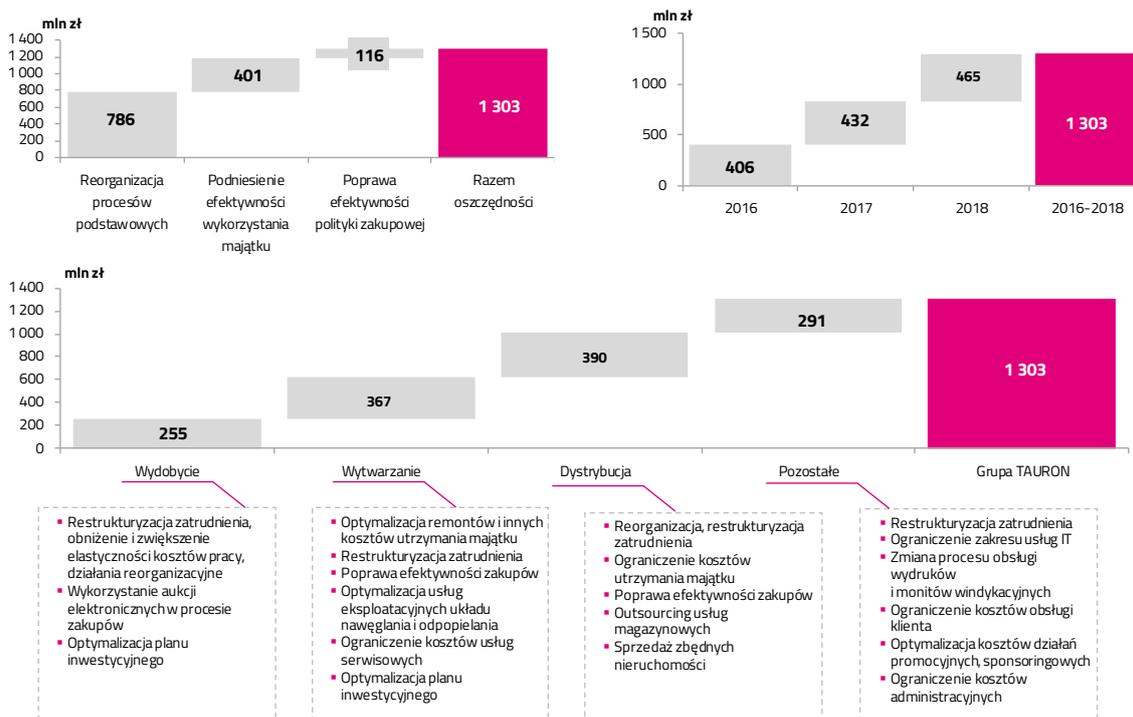 mln zł
1 400
1 200
1 000
800
600
400
200
0
786
401
116
1 303
Reorganizacja
procesów
podstawowych
Podniesienie
efektywności
wykorzystania
majątku
Poprawa
efektywności
polityki zakupowej
Razem
oszczędności
mln zł
1 500
1 000
500
0
406
432
465
1 303
2016
2017
2018
2016-2018
mln zł
1 400
1 200
1 000
800
600
400
200
0
255
367
390
291
1 303
Wydobycie
Wytwarzanie
Dystrybucja
Pozostałe
Grupa TAURON
▪ Restrukturyzacja zatrudnienia,
obniżenie i zwiększenie
elastyczności kosztów pracy,
działania reorganizacyjne
▪ Wykorzystanie aukcji
elektronicznych w procesie
zakupów
▪ Optymalizacja planu
inwestycyjnego
▪ Optymalizacja remontów i innych
kosztów utrzymania majątku
▪ Restrukturyzacja zatrudnienia
▪ Poprawa efektywności zakupów
▪ Optymalizacja usług
eksploatacyjnych układu
nawęglania i odpopielania
▪ Ograniczenie kosztów usług
serwisowych
▪ Optymalizacja planu
inwestycyjnego
▪ Reorganizacja, restrukturyzacja
zatrudnienia
▪ Ograniczenie kosztów
utrzymania majątku
▪ Poprawa efektywności zakupów
▪ Outsourcing usług
magazynowych
▪ Sprzedaż zbędnych
nieruchomości
▪ Restrukturyzacja zatrudnienia
▪ Ograniczenie zakresu usług IT
▪ Zmiana procesu obsługi
wydruków
i monitów windykacyjnych
▪ Ograniczenie kosztów obsługi
klienta
▪ Optymalizacja kosztów działań
promocyjnych, sponsoringowych
▪ Ograniczenie kosztów
administracyjnych